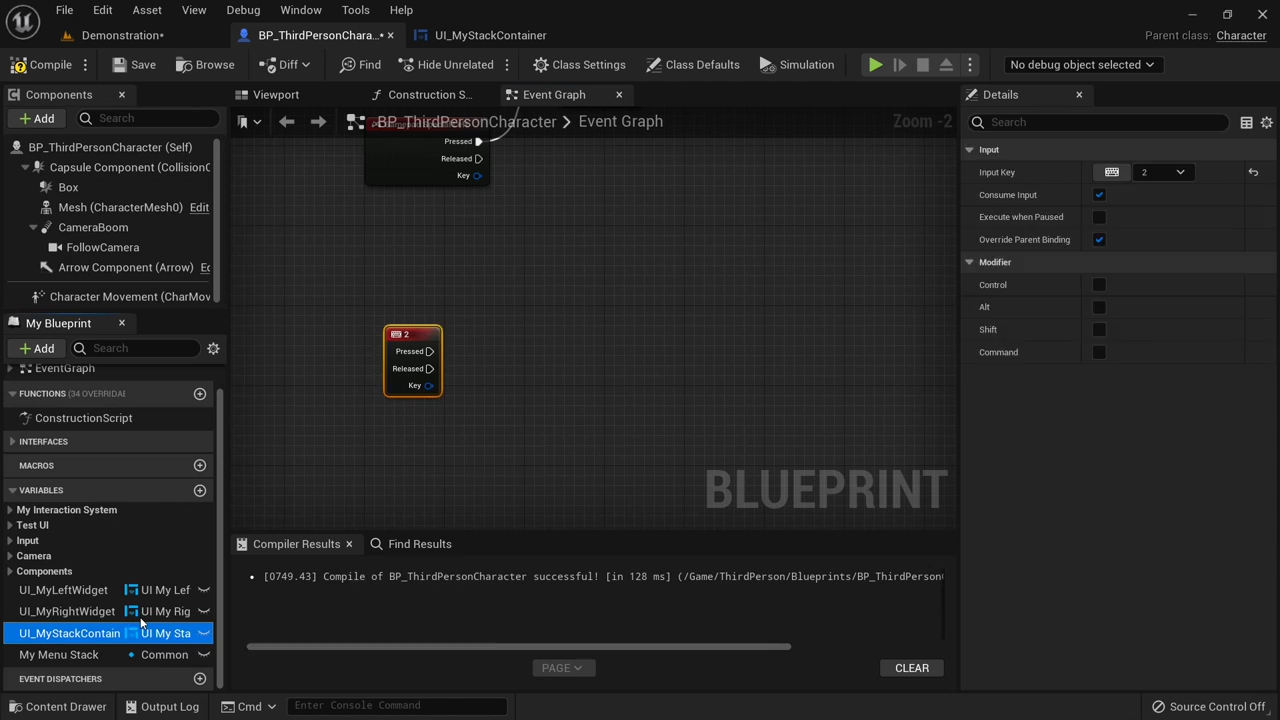 File Edit Asset View Debug Window Tools Help
Demonstration*
BP_ThirdPersonChara...*
UI_MyStackContainer
Parent class: Character
Compile
Save
Browse
Diff
Find
Hide Unrelated
Class Settings
Class Defaults
Simulation
No debug object selected
Components
Viewport
Construction S...
Event Graph
Details
Add
Search
BP_ThirdPersonCharacter > Event Graph
Zoom -2
Search
BP_ThirdPersonCharacter (Self)
Capsule Component (CollisionC
Box
Mesh (CharacterMesh0) Edit
CameraBoom
FollowCamera
Arrow Component (Arrow)
Character Movement (CharMov
Pressed
Released
Key
Input
Input Key 2
Consume Input
Execute when Paused
Override Parent Binding
Modifier
Control
Alt
Shift
Command
My Blueprint
Add
Search
EventGraph
FUNCTIONS (34 OVERRIDAE
ConstructionScript
INTERFACES
MACROS
VARIABLES
My Interaction System
Test UI
Input
Camera
Components
UI_MyLeftWidget UI My Lef
UI_MyRightWidget UI My Rig
UI_MyStackContain UI My Sta
My Menu Stack Common
EVENT DISPATCHERS
2
Pressed
Released
Key
BLUEPRINT
Compiler Results
Find Results
[0749.43] Compile of BP_ThirdPersonCharacter successful! [in 128 ms] (/Game/ThirdPerson/Blueprints/BP_ThirdPerson
PAGE
CLEAR
Content Drawer
Output Log
Cmd
Enter Console Command
Source Control Off